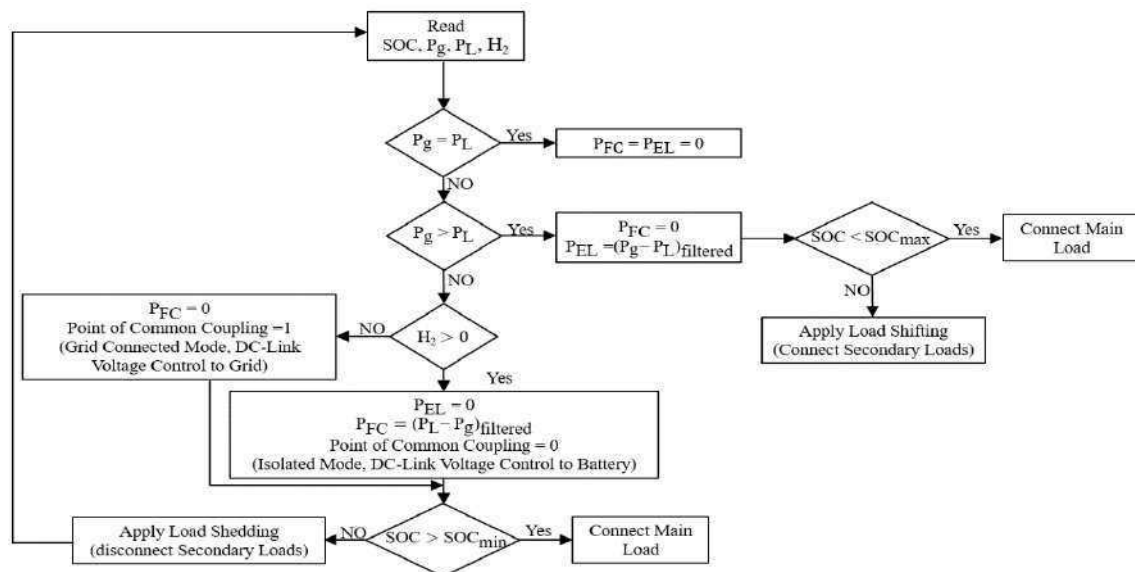 Read
SOC, Pg, PL, H2
Pg = PL
Yes
PFC = PEL = 0
NO
Pg > PL
Yes
PFC = 0
PEL =(Pg– PL)filtered
SOC < SOCmax
Yes
Connect Main
Load
NO
NO
Apply Load Shifting
(Connect Secondary Loads)
PFC = 0
Point of Common Coupling =1
(Grid Connected Mode, DC-Link
Voltage Control to Grid)
NO
H2 > 0
Yes
PEL = 0
PFC = (PL– Pg)filtered
Point of Common Coupling = 0
(Isolated Mode, DC-Link Voltage Control to Battery)
Apply Load Shedding
(disconnect Secondary Loads)
NO
SOC > SOCmin
Yes
Connect Main
Load